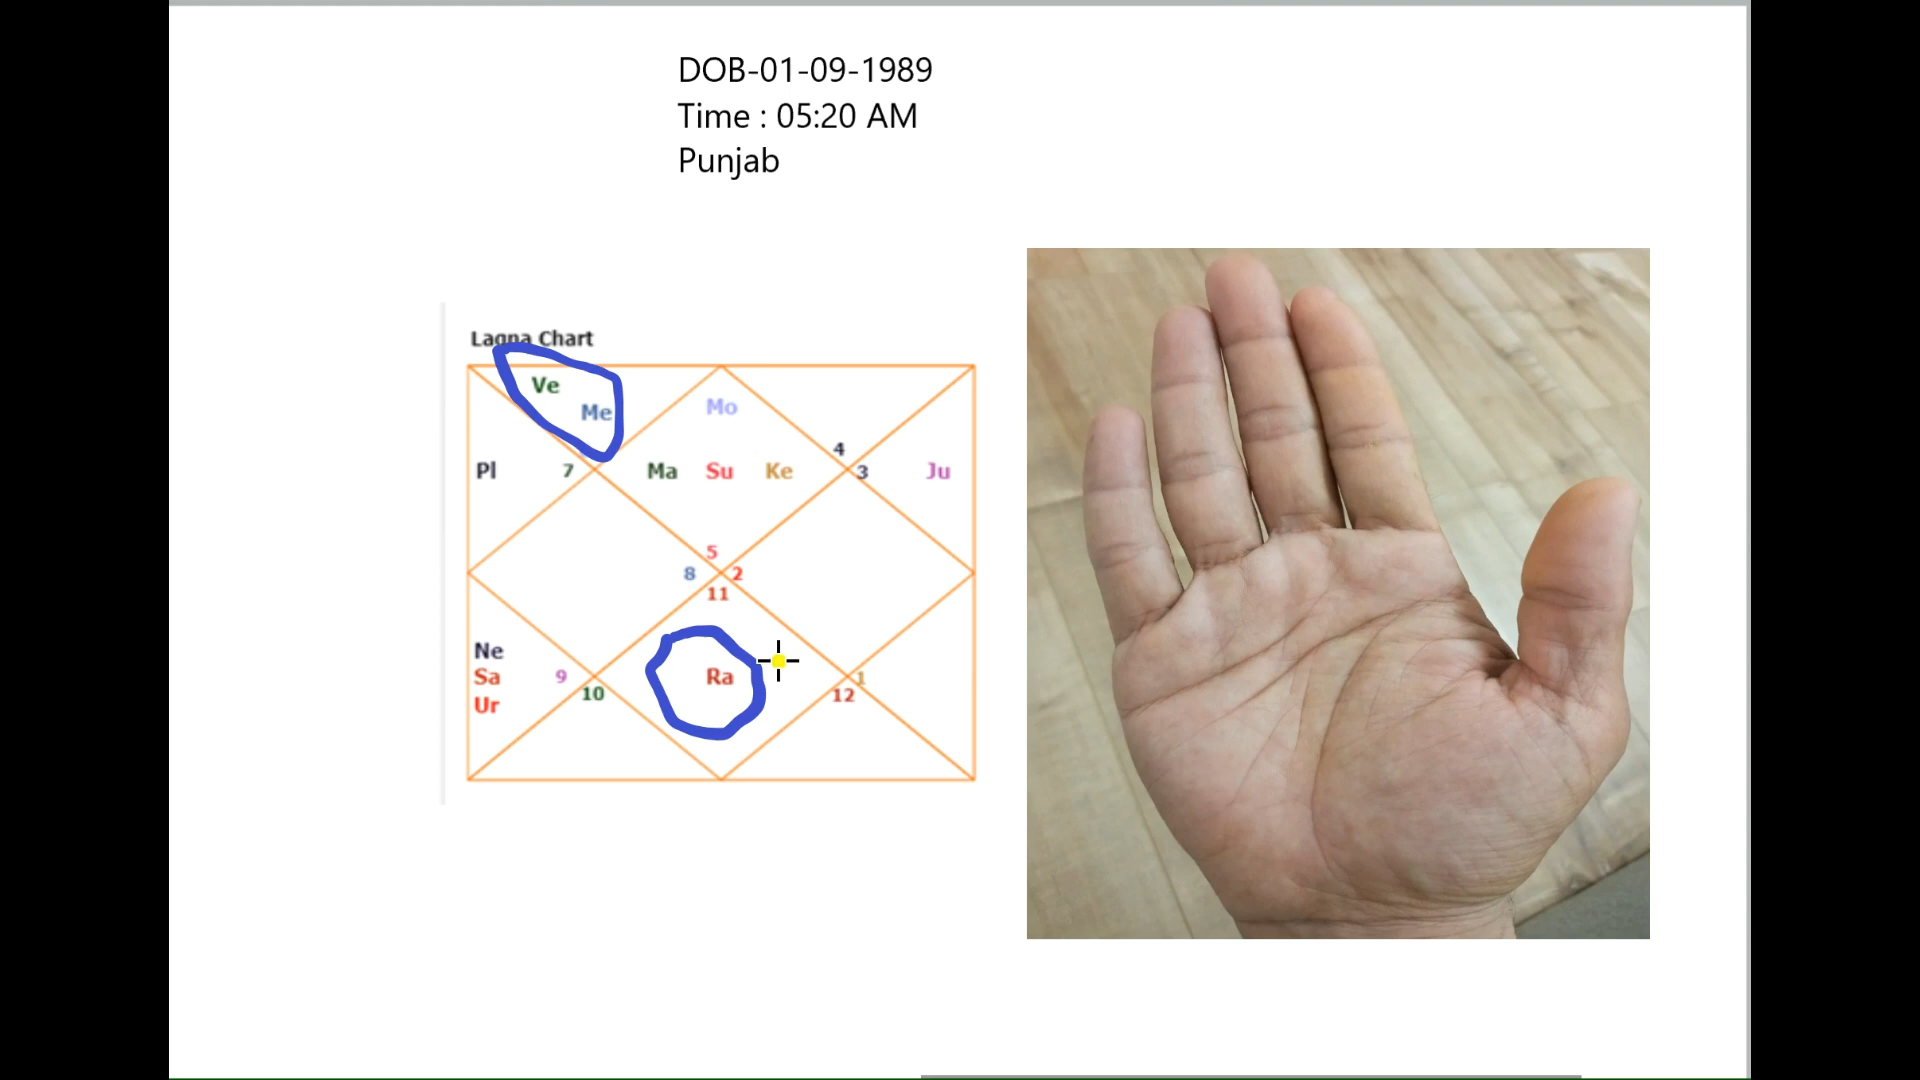 DOB-01-09-1989
Time : 05:20 AM
Punjab
Lagna Chart
Ve
Me
Mo
4
Pl 7 Ma Su Ke 3 Ju
5
8 2
11
Ne
Sa 9 Ra 1
Ur 10 12